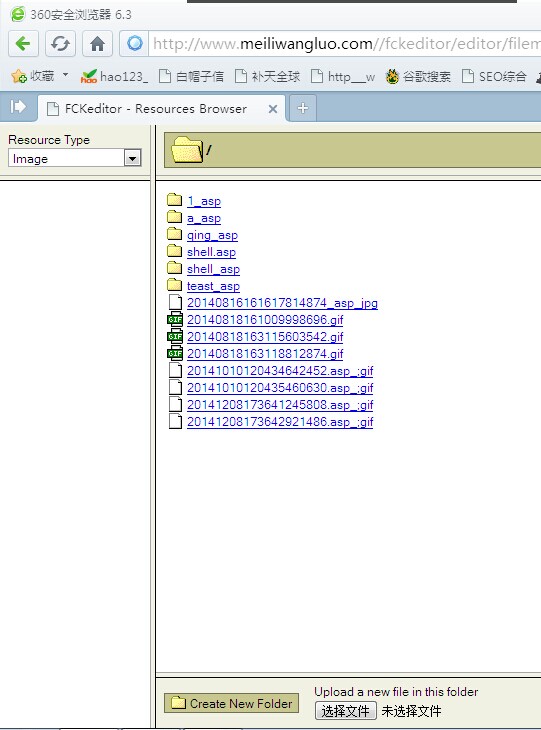 360安全浏览器 6.3
http://www.meiliwangluo.com//fckeditor/editor/filem
收藏 hao123_ 白帽子信 补天全球 http___w 谷歌搜索 SEO综合
FCKeditor - Resources Browser
Resource Type
Image
/
1_asp
a_asp
qing_asp
shell.asp
shell_asp
teast_asp
20140816161617814874_asp_jpg
20140818161009998696.gif
20140818163115603542.gif
20140818163118812874.gif
20141010120434642452.asp_;gif
20141010120435460630.asp_;gif
20141208173641245808.asp_;gif
20141208173642921486.asp_;gif
Create New Folder
Upload a new file in this folder
选择文件 未选择文件